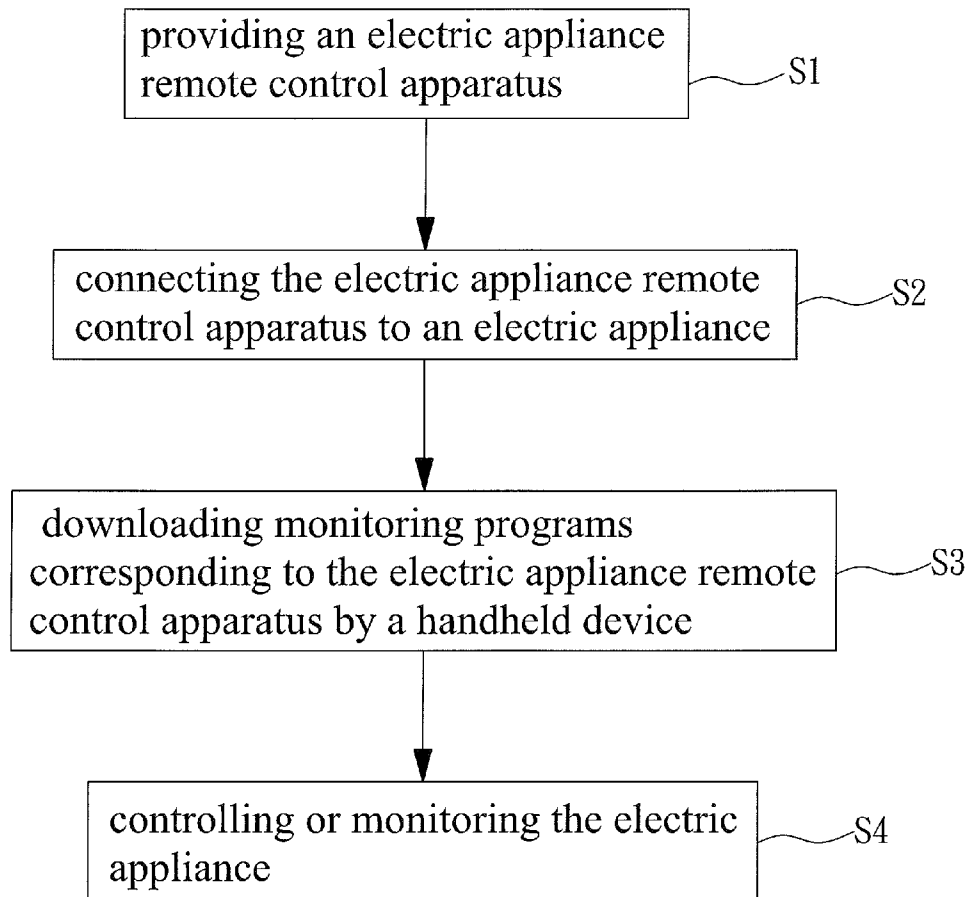 providing an electric appliance
remote control apparatus
S1
connecting the electric appliance remote
control apparatus to an electric appliance
S2
downloading monitoring programs
corresponding to the electric appliance remote
control apparatus by a handheld device
S3
controlling or monitoring the electric
appliance
S4